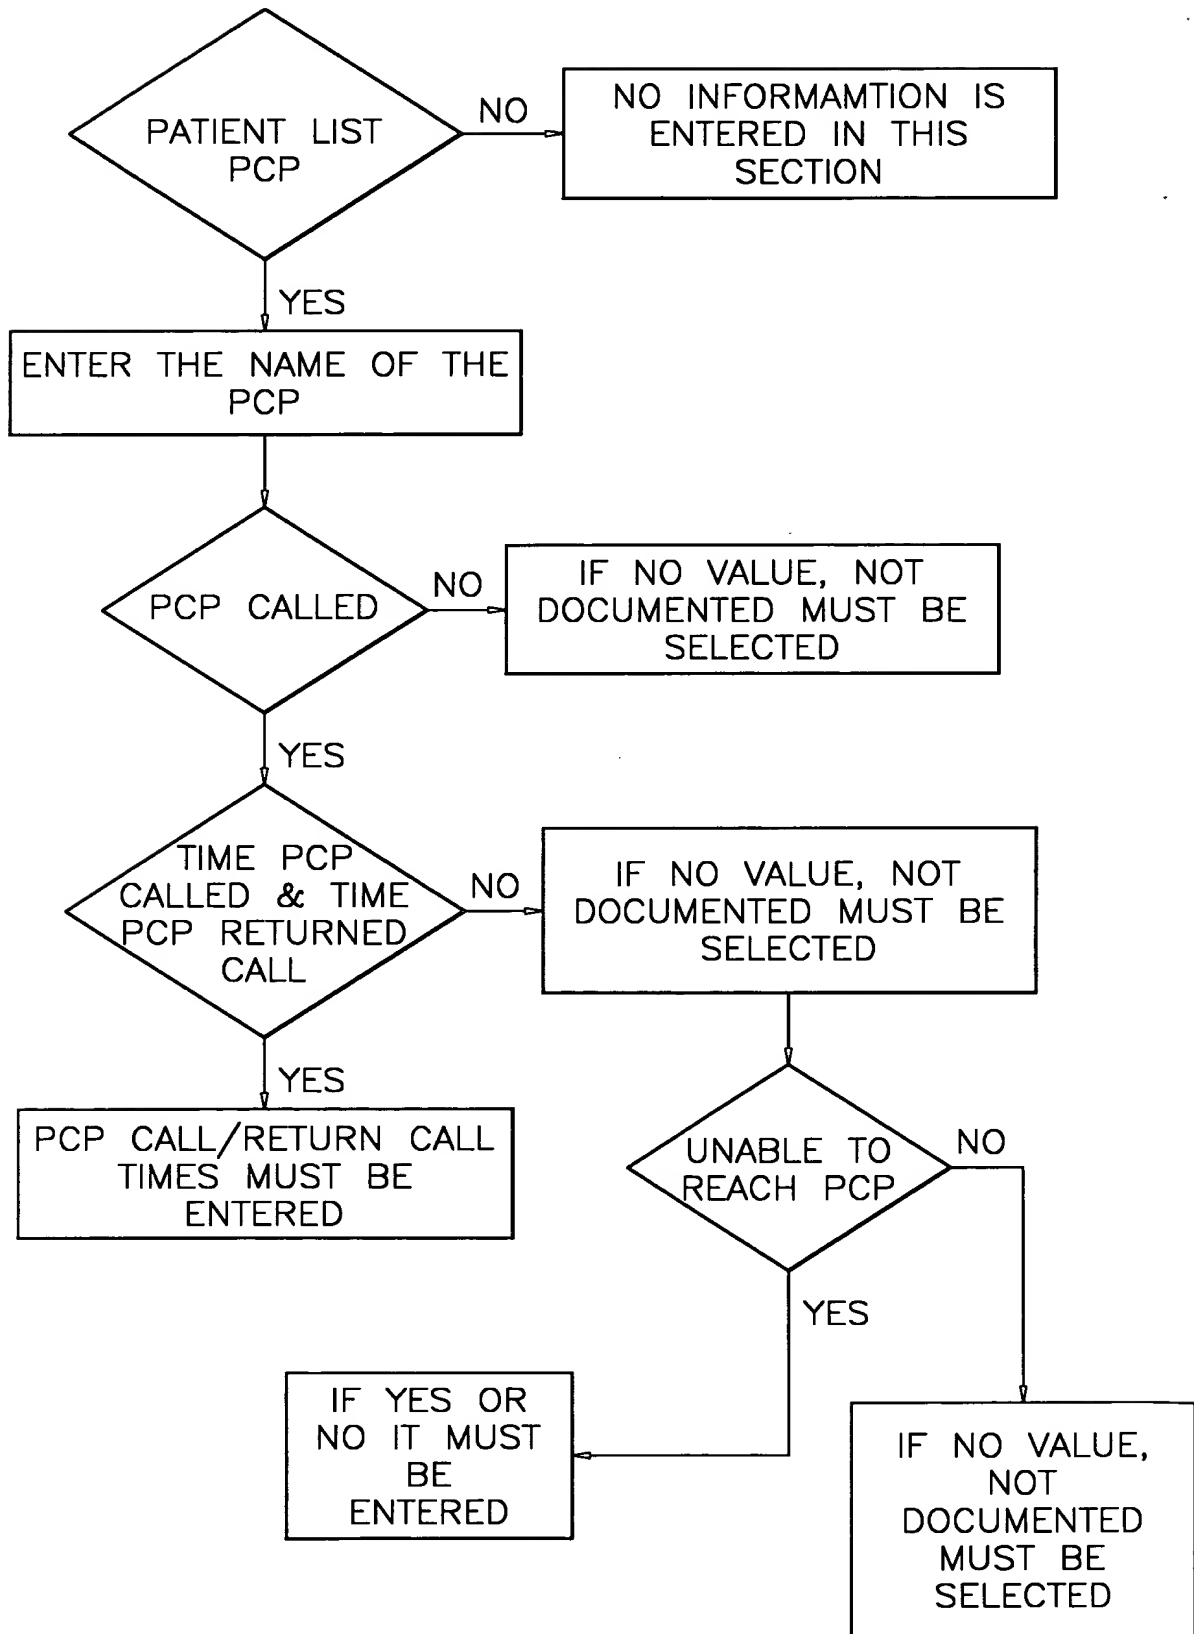 PATIENT LIST
PCP
NO
NO INFORMAMTION IS
ENTERED IN THIS
SECTION
YES
ENTER THE NAME OF THE
PCP
PCP CALLED
NO
IF NO VALUE, NOT
DOCUMENTED MUST BE
SELECTED
YES
TIME PCP
CALLED & TIME
PCP RETURNED
CALL
NO
IF NO VALUE, NOT
DOCUMENTED MUST BE
SELECTED
YES
PCP CALL/RETURN CALL
TIMES MUST BE
ENTERED
UNABLE TO
REACH PCP
NO
YES
IF YES OR
NO IT MUST
BE
ENTERED
IF NO VALUE,
NOT
DOCUMENTED
MUST BE
SELECTED